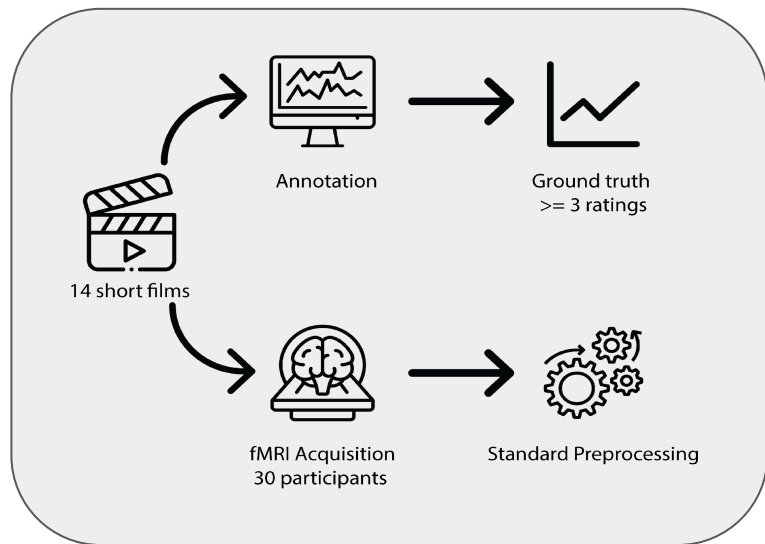 Annotation
Ground truth
>= 3 ratings
14 short films
fMRI Acquisition
30 participants
Standard Preprocessing